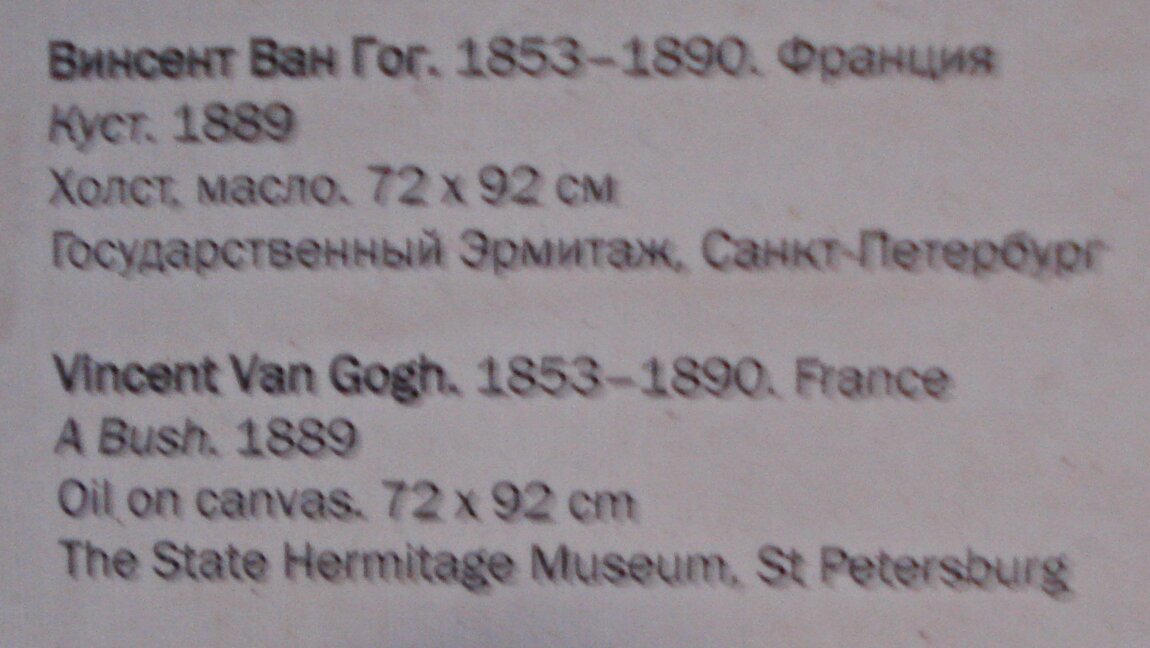 Винсент Ван Гог. 1853–1890. Франция
Куст. 1889
Холст, масло. 72 x 92 см
Государственный Эрмитаж, Санкт-Петербург
Vincent Van Gogh. 1853–1890. France
A Bush. 1889
Oil on canvas. 72 x 92 cm
The State Hermitage Museum, St Petersburg